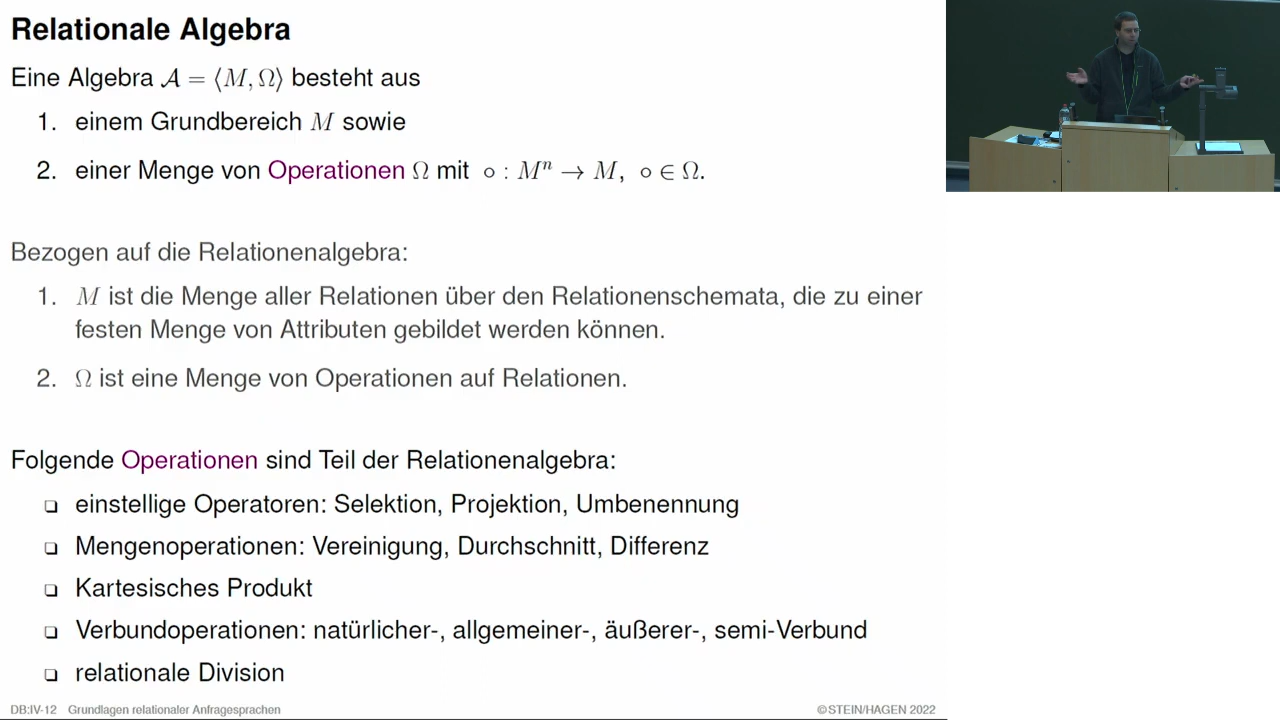 Relationale Algebra
Eine Algebra 𝒜 = ⟨M, Ω⟩ besteht aus
1. einem Grundbereich M sowie
2. einer Menge von Operationen Ω mit ∘ : Mⁿ → M, ∘ ∈ Ω.
Bezogen auf die Relationenalgebra:
1. M ist die Menge aller Relationen über den Relationenschemata, die zu einer
festen Menge von Attributen gebildet werden können.
2. Ω ist eine Menge von Operationen auf Relationen.
Folgende Operationen sind Teil der Relationenalgebra:
❑ einstellige Operatoren: Selektion, Projektion, Umbenennung
❑ Mengenoperationen: Vereinigung, Durchschnitt, Differenz
❑ Kartesisches Produkt
❑ Verbundoperationen: natürlicher-, allgemeiner-, äußerer-, semi-Verbund
❑ relationale Division
DB:IV-12 Grundlagen relationaler Anfragesprachen ©STEIN/HAGEN 2022